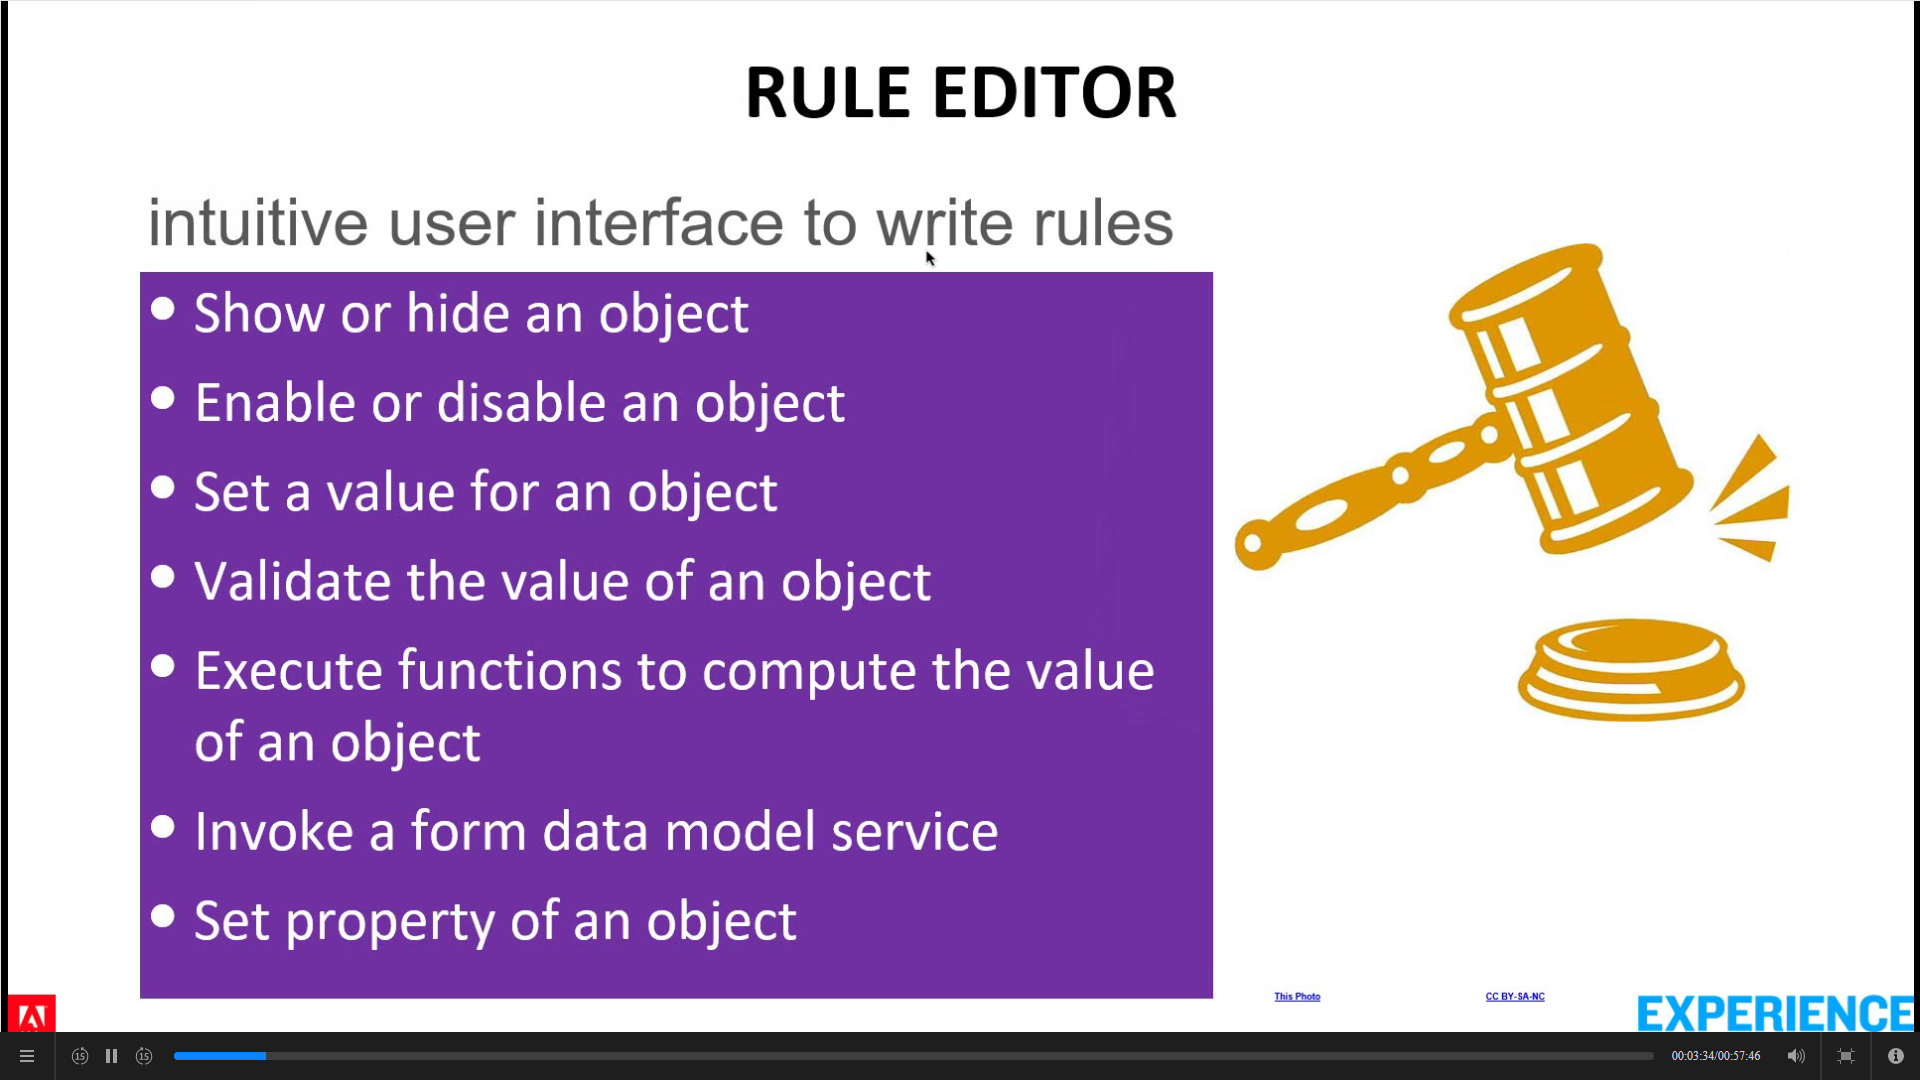 RULE EDITOR
intuitive user interface to write rules
• Show or hide an object
• Enable or disable an object
• Set a value for an object
• Validate the value of an object
• Execute functions to compute the value
of an object
• Invoke a form data model service
• Set property of an object
This Photo
CC BY-SA-NC
EXPERIENCE
15
15
00:03:34/00:57:46